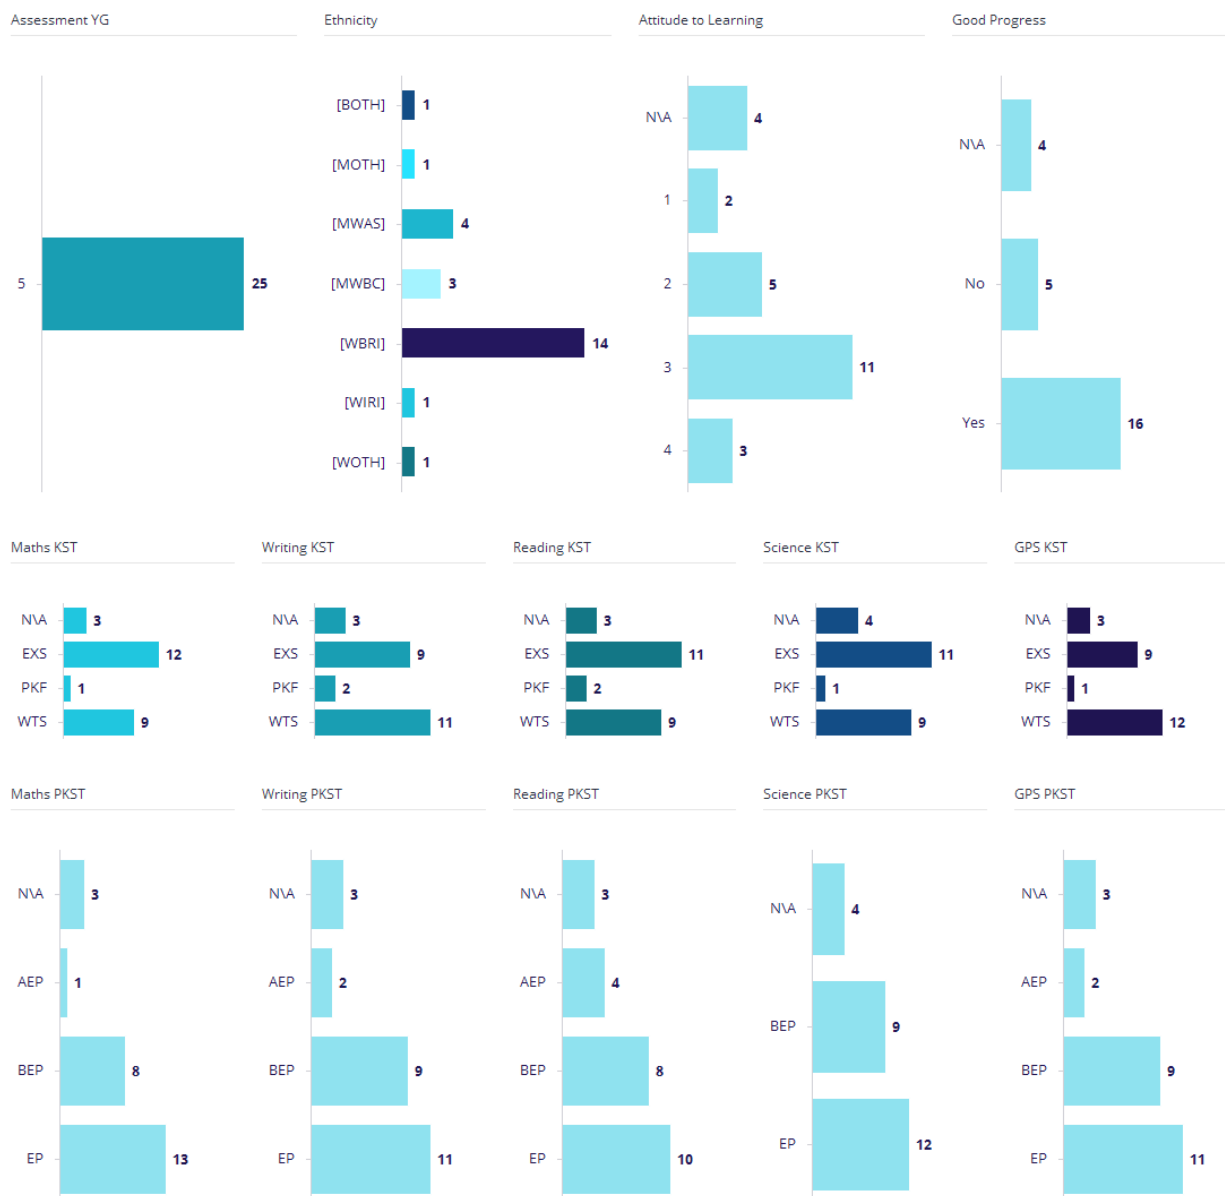 Assessment YG
Ethnicity
Attitude to Learning
Good Progress
5
25
[BOTH] 1
[MOTH] 1
[MWAS] 4
[MWBC] 3
[WBRI] 14
[WIRI] 1
[WOTH] 1
N\A 4
1 2
2 5
3 11
4 3
N\A 4
No 5
Yes 16
Maths KST
Writing KST
Reading KST
Science KST
GPS KST
N\A 3
EXS 12
PKF 1
WTS 9
N\A 3
EXS 9
PKF 2
WTS 11
N\A 3
EXS 11
PKF 2
WTS 9
N\A 4
EXS 11
PKF 1
WTS 9
N\A 3
EXS 9
PKF 1
WTS 12
Maths PKST
Writing PKST
Reading PKST
Science PKST
GPS PKST
N\A 3
AEP 1
BEP 8
EP 13
N\A 3
AEP 2
BEP 9
EP 11
N\A 3
AEP 4
BEP 8
EP 10
N\A 4
BEP 9
EP 12
N\A 3
AEP 2
BEP 9
EP 11